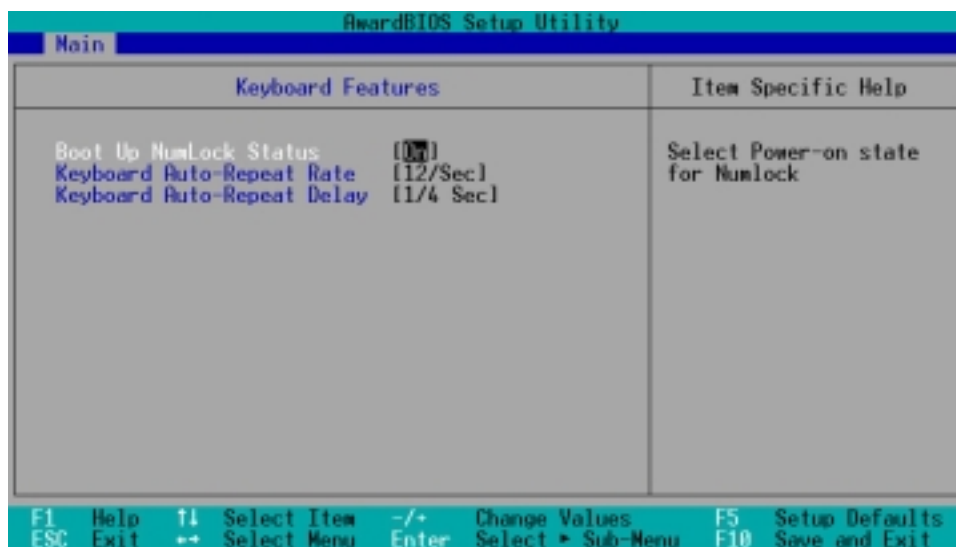 AwardBIOS Setup Utility
Main
Keyboard Features
Item Specific Help
Boot Up NumLock Status [On]
Keyboard Auto-Repeat Rate [12/Sec]
Keyboard Auto-Repeat Delay [1/4 Sec]
Select Power-on state
for Numlock
F1 Help ↑↓ Select Item -/+ Change Values F5 Setup Defaults
ESC Exit ←→ Select Menu Enter Select ► Sub-Menu F10 Save and Exit